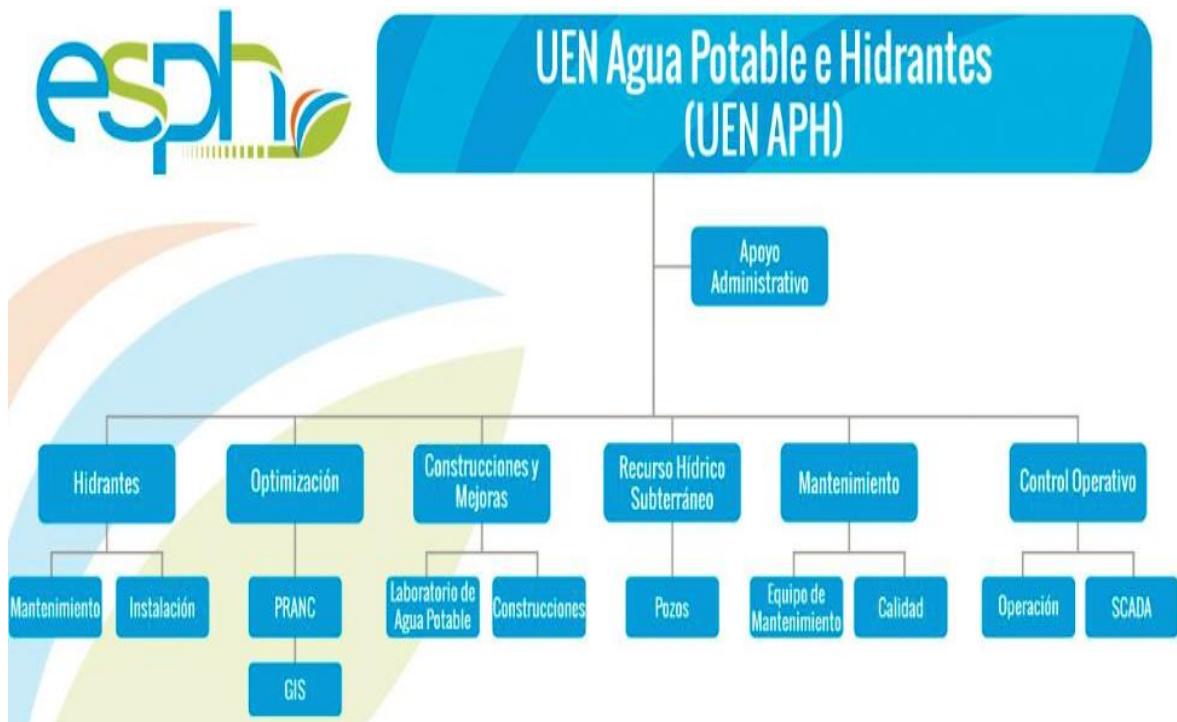 esph
UEN Agua Potable e Hidrantes
(UEN APH)
Apoyo
Administrativo
Hidrantes
Optimización
Construcciones y
Mejoras
Recurso Hídrico
Subterráneo
Mantenimiento
Control Operativo
Mantenimiento
Instalación
PRANC
Laboratorio de
Agua Potable
Construcciones
Pozos
Equipo de
Mantenimiento
Calidad
Operación
SCADA
GIS